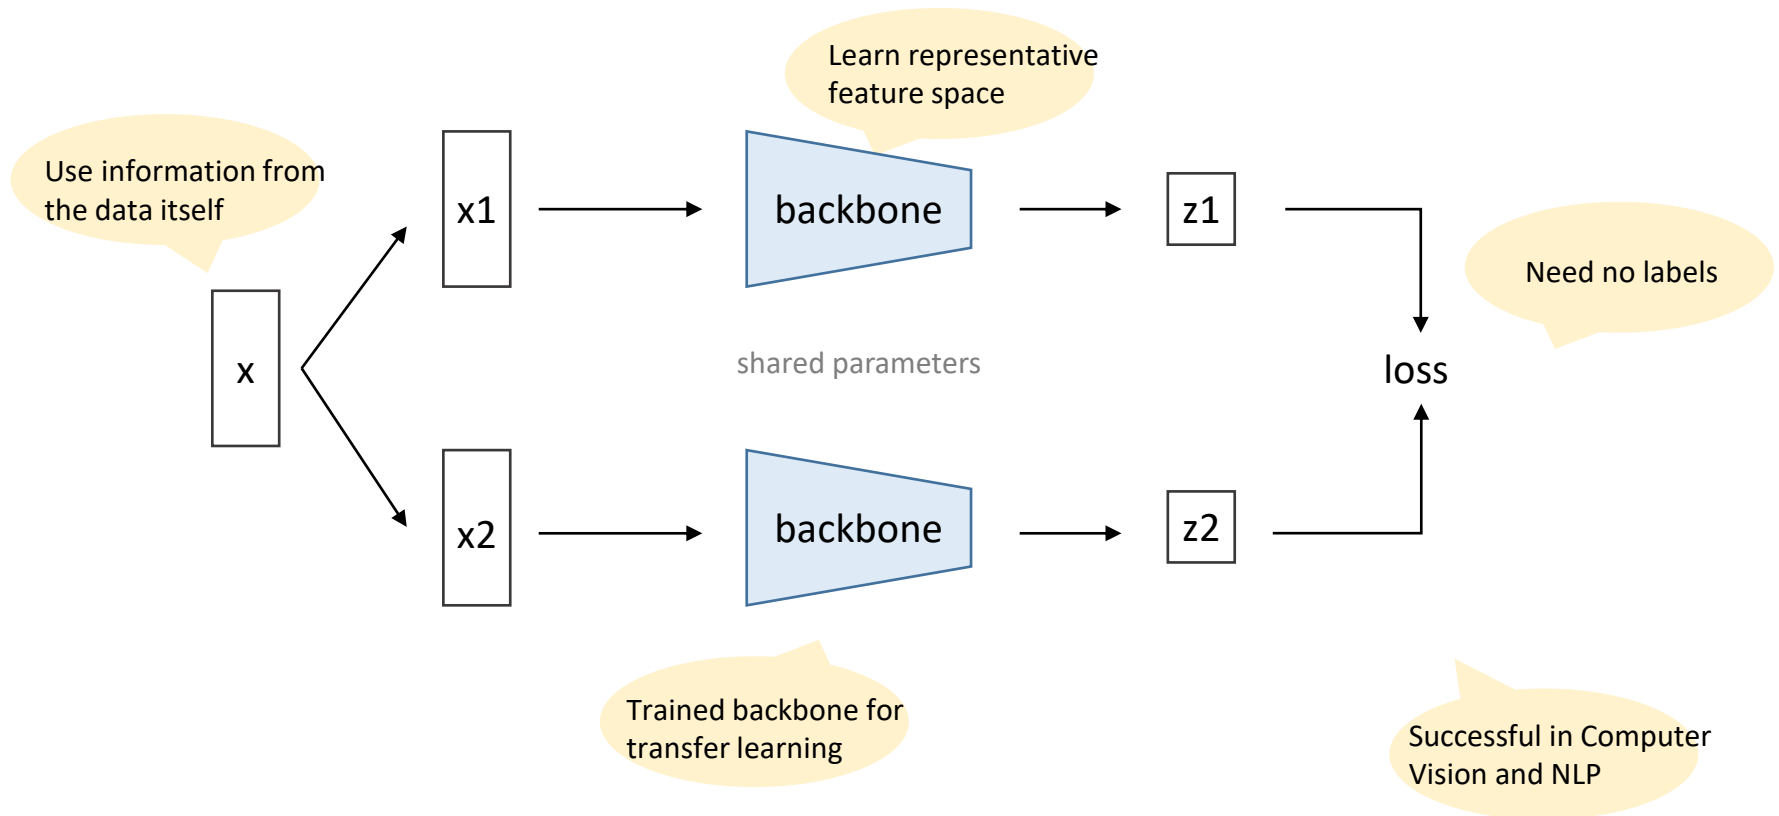 Learn representative
feature space
Use information from
the data itself
x1
backbone
z1
Need no labels
x
shared parameters
loss
x2
backbone
z2
Trained backbone for
transfer learning
Successful in Computer
Vision and NLP